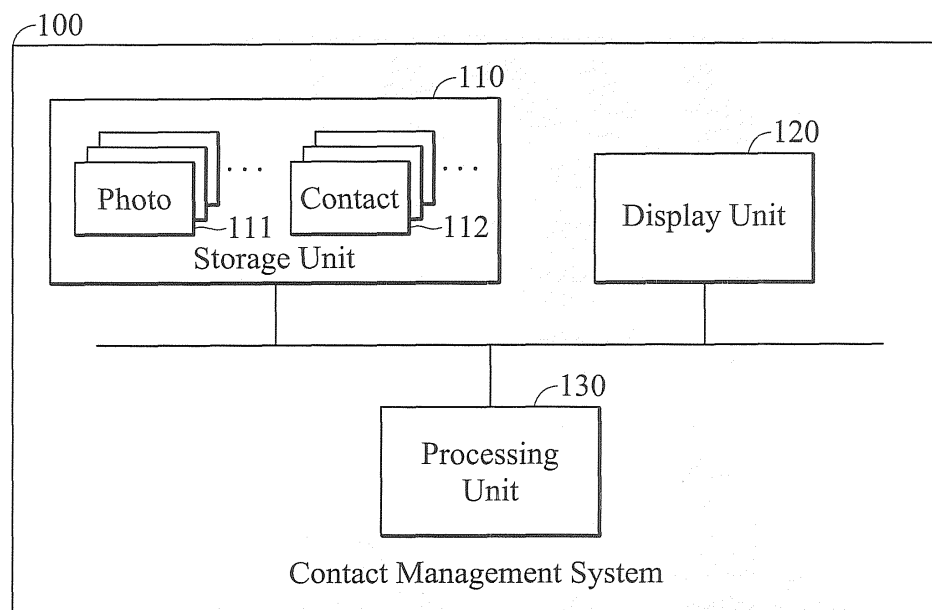 100
110
120
Photo
...
Contact
...
Display Unit
111
112
Storage Unit
130
Processing
Unit
Contact Management System